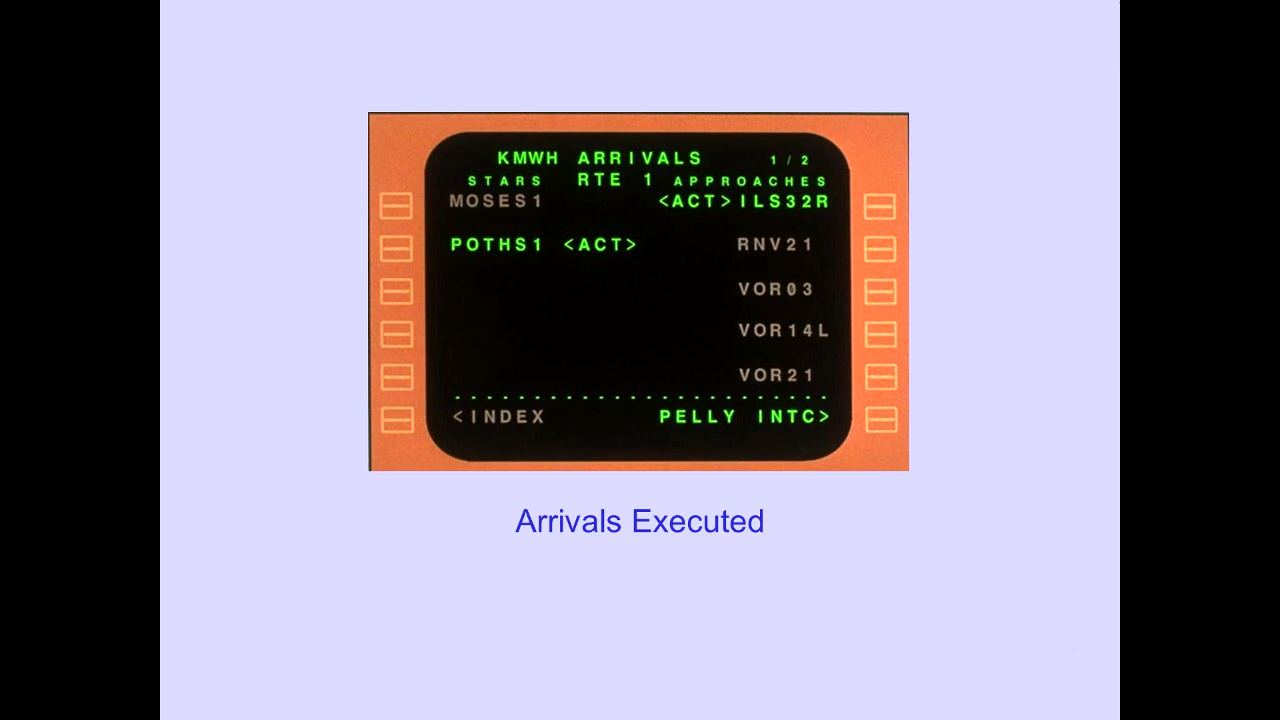 KMWH ARRIVALS 1/2
STARS RTE 1 APPROACHES
MOSES1 <ACT>ILS32R
POTHS1 <ACT> RNV21
VOR03
VOR14L
VOR21
<INDEX PELLY INTC>
Arrivals Executed